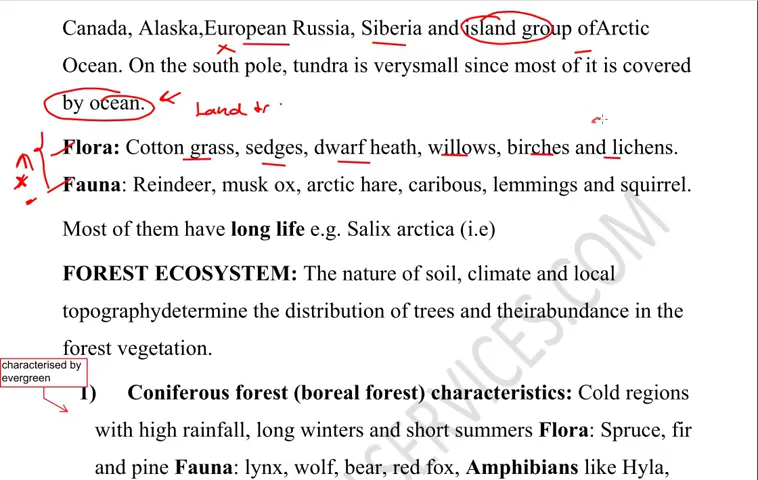 Canada, Alaska,European Russia, Siberia and island group ofArctic
Ocean. On the south pole, tundra is verysmall since most of it is covered
by ocean.
Land tr
Flora: Cotton grass, sedges, dwarf heath, willows, birches and lichens.
Fauna: Reindeer, musk ox, arctic hare, caribous, lemmings and squirrel.
Most of them have long life e.g. Salix arctica (i.e)
FOREST ECOSYSTEM: The nature of soil, climate and local
topographydetermine the distribution of trees and theirabundance in the
forest vegetation.
characterised by
evergreen
1) Coniferous forest (boreal forest) characteristics: Cold regions
with high rainfall, long winters and short summers Flora: Spruce, fir
and pine Fauna: lynx, wolf, bear, red fox, Amphibians like Hyla,
SERVICES.COM